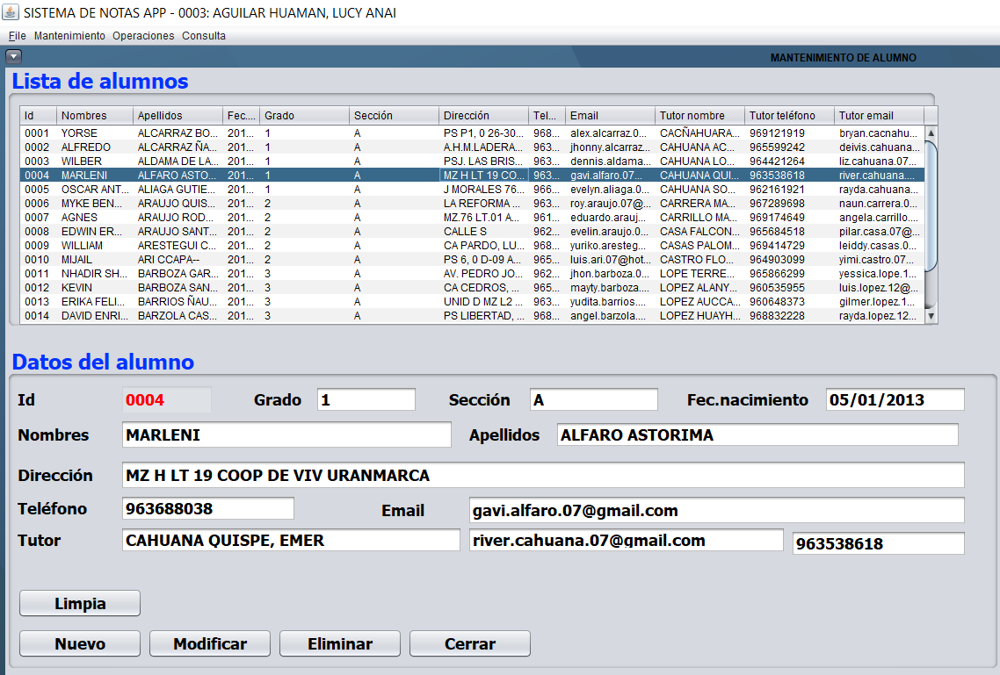 SISTEMA DE NOTAS APP - 0003: AGUILAR HUAMAN, LUCY ANAI
File Mantenimiento Operaciones Consulta
MANTENIMIENTO DE ALUMNO
Lista de alumnos
Id Nombres Apellidos Fec.... Grado Sección Dirección Tel... Email Tutor nombre Tutor teléfono Tutor email
0001 YORSE ALCARRAZ BO... 201... 1 A PS P1, 0 26-30... 968... alex.alcarraz.0... CACÑAHUARA... 969121919 bryan.cacnahu...
0002 ALFREDO ALCARRAZ ÑA... 201... 1 A A.H.M.LADERA... 963... jhonny.alcarraz... CAHUANA AC... 965599242 deivis.cahuana...
0003 WILBER ALDAMA DE LA... 201... 1 A PSJ. LAS BRIS... 963... dennis.aldama... CAHUANA LO... 964421264 liz.cahuana.07...
0004 MARLENI ALFARO ASTO... 201... 1 A MZ H LT 19 CO... 963... gavi.alfaro.07... CAHUANA QUI... 963538618 river.cahuana....
0005 OSCAR ANT... ALIAGA GUTIE... 201... 1 A J MORALES 76... 966... evelyn.aliaga.0... CAHUANA SO... 962161921 rayda.cahuana...
0006 MYKE BEN... ARAUJO QUIS... 201... 2 A LA REFORMA ... 963... roy.araujo.07@... CARRERA MA... 967289698 naun.carrera.0...
0007 AGNES ARAUJO ROD... 201... 2 A MZ.76 LT.01 A... 961... eduardo.arauj... CARRILLO MA... 969174649 angela.carrillo....
0008 EDWIN ER... ARAUJO SANT... 201... 2 A CALLE S 962... evelin.araujo.0... CASA FALCON... 965684518 pilar.casa.07@...
0009 WILLIAM ARESTEGUI C... 201... 2 A CA PARDO, LU... 968... yuriko.aresteg... CASAS PALOM... 969414729 leiddy.casas.0...
0010 MIJAIL ARI CCAPA-- 201... 2 A PS 6, 0 D-09 A... 965... luis.ari.07@hot... CASTRO FLO... 964903099 yimi.castro.07...
0011 NHADIR SH... BARBOZA GAR... 201... 3 A AV. PEDRO JO... 962... jhon.barboza.0... LOPE TERRE... 965866299 yessica.lope.1...
0012 KEVIN BARBOZA SAN... 201... 3 A CA CEDROS, ... 965... mayty.barboza.... LOPEZ ALANY... 960535955 luis.lopez.12@...
0013 ERIKA FELI... BARRIOS ÑAU... 201... 3 A UNID D MZ L2 ... 963... yudita.barrios.... LOPEZ AUCCA... 960648373 gilmer.lopez.1...
0014 DAVID ENRI... BARZOLA CAS... 201... 3 A PS LIBERTAD, ... 968... angel.barzola.... LOPEZ HUAYH... 968832228 rayda.lopez.12...
Datos del alumno
Id 0004 Grado 1 Sección A Fec.nacimiento 05/01/2013
Nombres MARLENI Apellidos ALFARO ASTORIMA
Dirección MZ H LT 19 COOP DE VIV URANMARCA
Teléfono 963688038 Email gavi.alfaro.07@gmail.com
Tutor CAHUANA QUISPE, EMER river.cahuana.07@gmail.com 963538618
Limpia
Nuevo Modificar Eliminar Cerrar